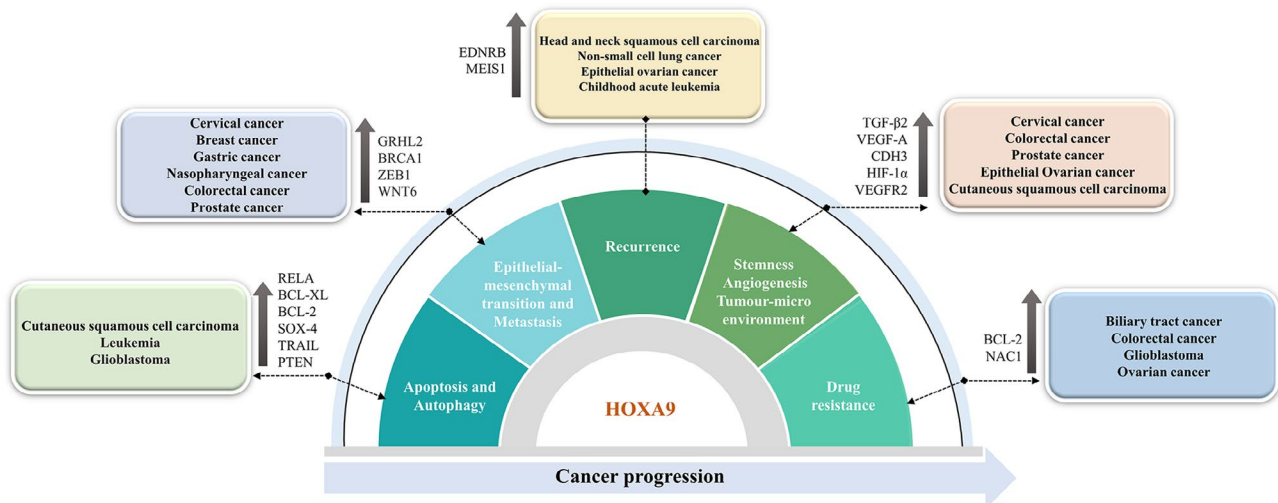 EDNRB
MEIS1
Head and neck squamous cell carcinoma
Non-small cell lung cancer
Epithelial ovarian cancer
Childhood acute leukemia
Cervical cancer
Breast cancer
Gastric cancer
Nasopharyngeal cancer
Colorectal cancer
Prostate cancer
GRHL2
BRCA1
ZEB1
WNT6
TGF-β2
VEGF-A
CDH3
HIF-1α
VEGFR2
Cervical cancer
Colorectal cancer
Prostate cancer
Epithelial Ovarian cancer
Cutaneous squamous cell carcinoma
Cutaneous squamous cell carcinoma
Leukemia
Glioblastoma
RELA
BCL-XL
BCL-2
SOX-4
TRAIL
PTEN
Apoptosis and
Autophagy
Epithelial-
mesenchymal
transition and
Metastasis
Recurrence
Stemness
Angiogenesis
Tumour-micro
environment
Drug
resistance
BCL-2
NAC1
Biliary tract cancer
Colorectal cancer
Glioblastoma
Ovarian cancer
HOXA9
Cancer progression